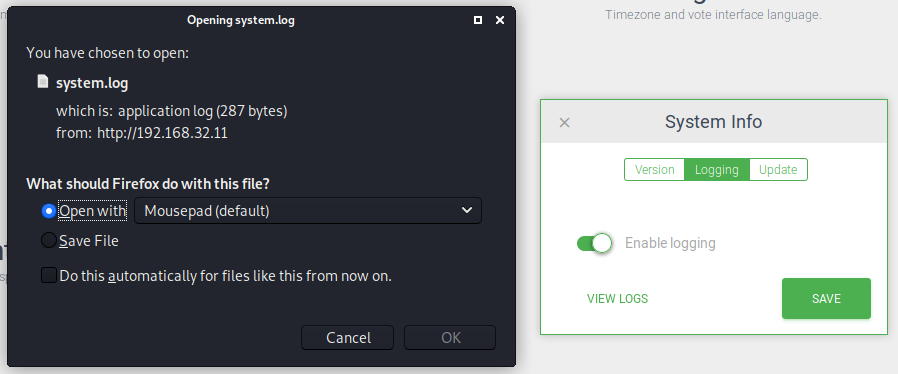 Opening system.log
You have chosen to open:
system.log
which is: application log (287 bytes)
from: http://192.168.32.11
What should Firefox do with this file?
Open with
Mousepad (default)
Save File
Do this automatically for files like this from now on.
Cancel
OK
Timezone and vote interface language.
System Info
Version
Logging
Update
Enable logging
VIEW LOGS
SAVE